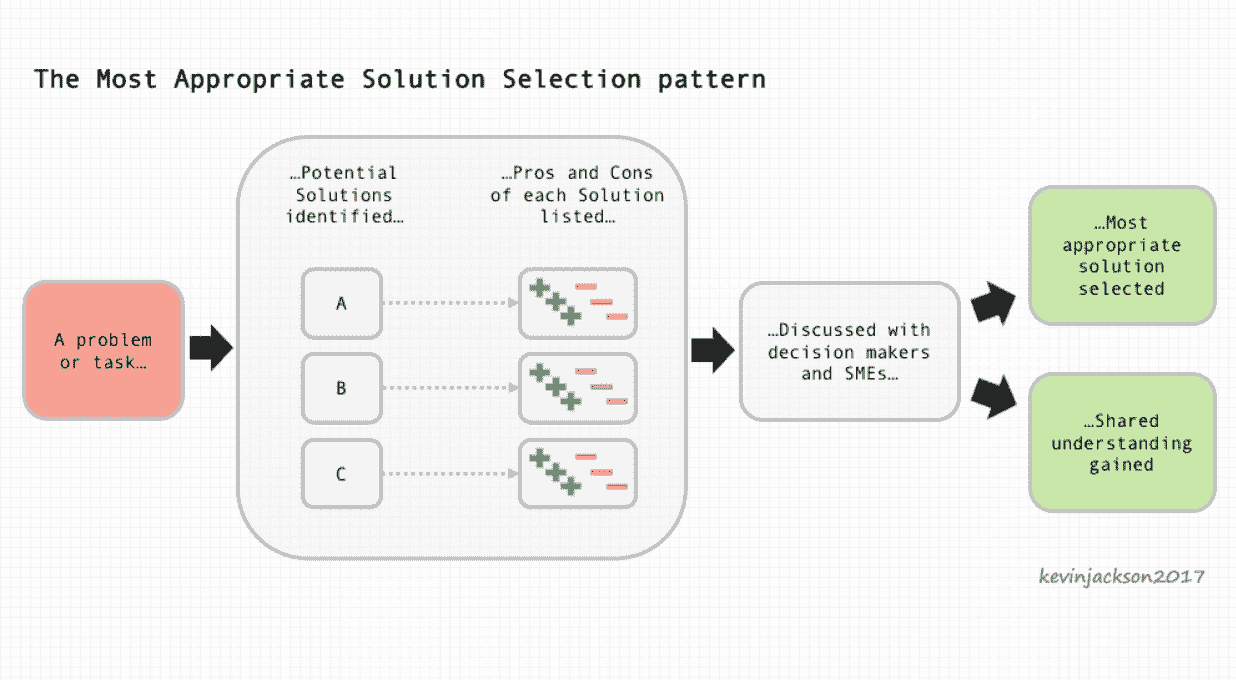 The Most Appropriate Solution Selection pattern
…Potential
Solutions
identified…
…Pros and Cons
of each Solution
listed…
A problem
or task…
A
B
C
…Discussed with
decision makers
and SMEs…
…Most
appropriate
solution
selected
…Shared
understanding
gained
kevinjackson2017